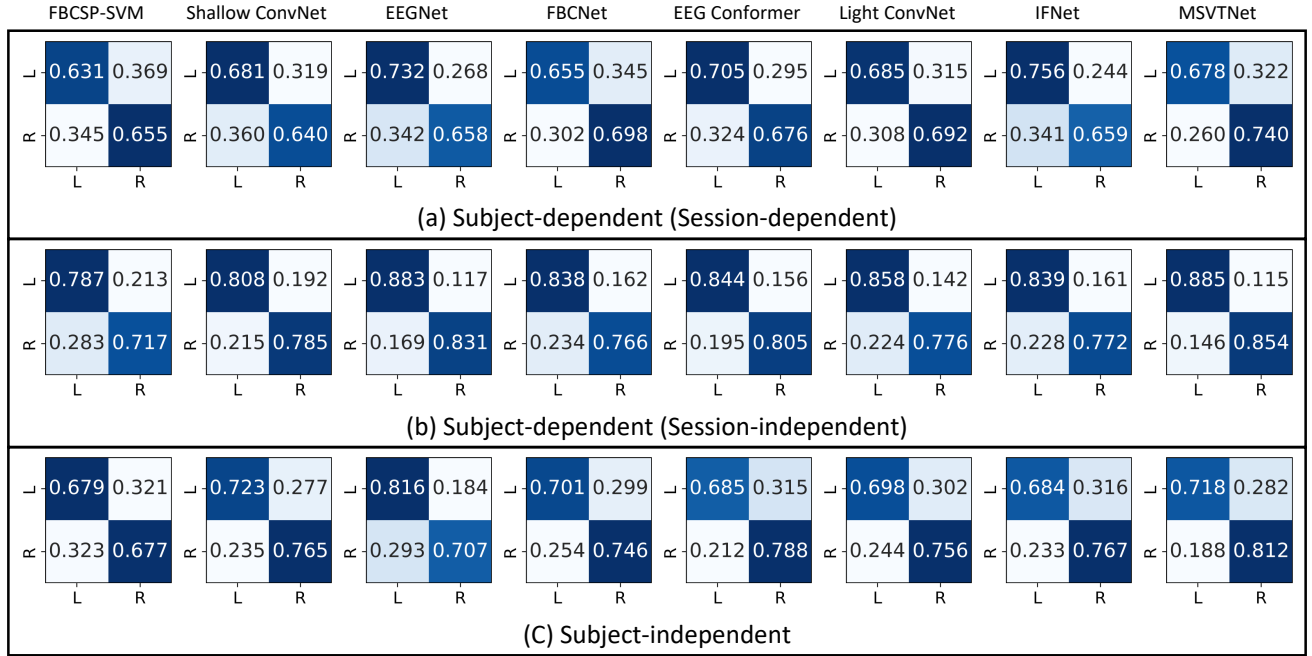 FBCSP-SVM Shallow ConvNet EEGNet FBCNet EEG Conformer Light ConvNet IFNet MSVTNet
L 0.631 0.369 L 0.681 0.319 L 0.732 0.268 L 0.655 0.345 L 0.705 0.295 L 0.685 0.315 L 0.756 0.244 L 0.678 0.322
R 0.345 0.655 R 0.360 0.640 R 0.342 0.658 R 0.302 0.698 R 0.324 0.676 R 0.308 0.692 R 0.341 0.659 R 0.260 0.740
L R L R L R L R L R L R L R L R
(a) Subject-dependent (Session-dependent)
L 0.787 0.213 L 0.808 0.192 L 0.883 0.117 L 0.838 0.162 L 0.844 0.156 L 0.858 0.142 L 0.839 0.161 L 0.885 0.115
R 0.283 0.717 R 0.215 0.785 R 0.169 0.831 R 0.234 0.766 R 0.195 0.805 R 0.224 0.776 R 0.228 0.772 R 0.146 0.854
L R L R L R L R L R L R L R L R
(b) Subject-dependent (Session-independent)
L 0.679 0.321 L 0.723 0.277 L 0.816 0.184 L 0.701 0.299 L 0.685 0.315 L 0.698 0.302 L 0.684 0.316 L 0.718 0.282
R 0.323 0.677 R 0.235 0.765 R 0.293 0.707 R 0.254 0.746 R 0.212 0.788 R 0.244 0.756 R 0.233 0.767 R 0.188 0.812
L R L R L R L R L R L R L R L R
(C) Subject-independent